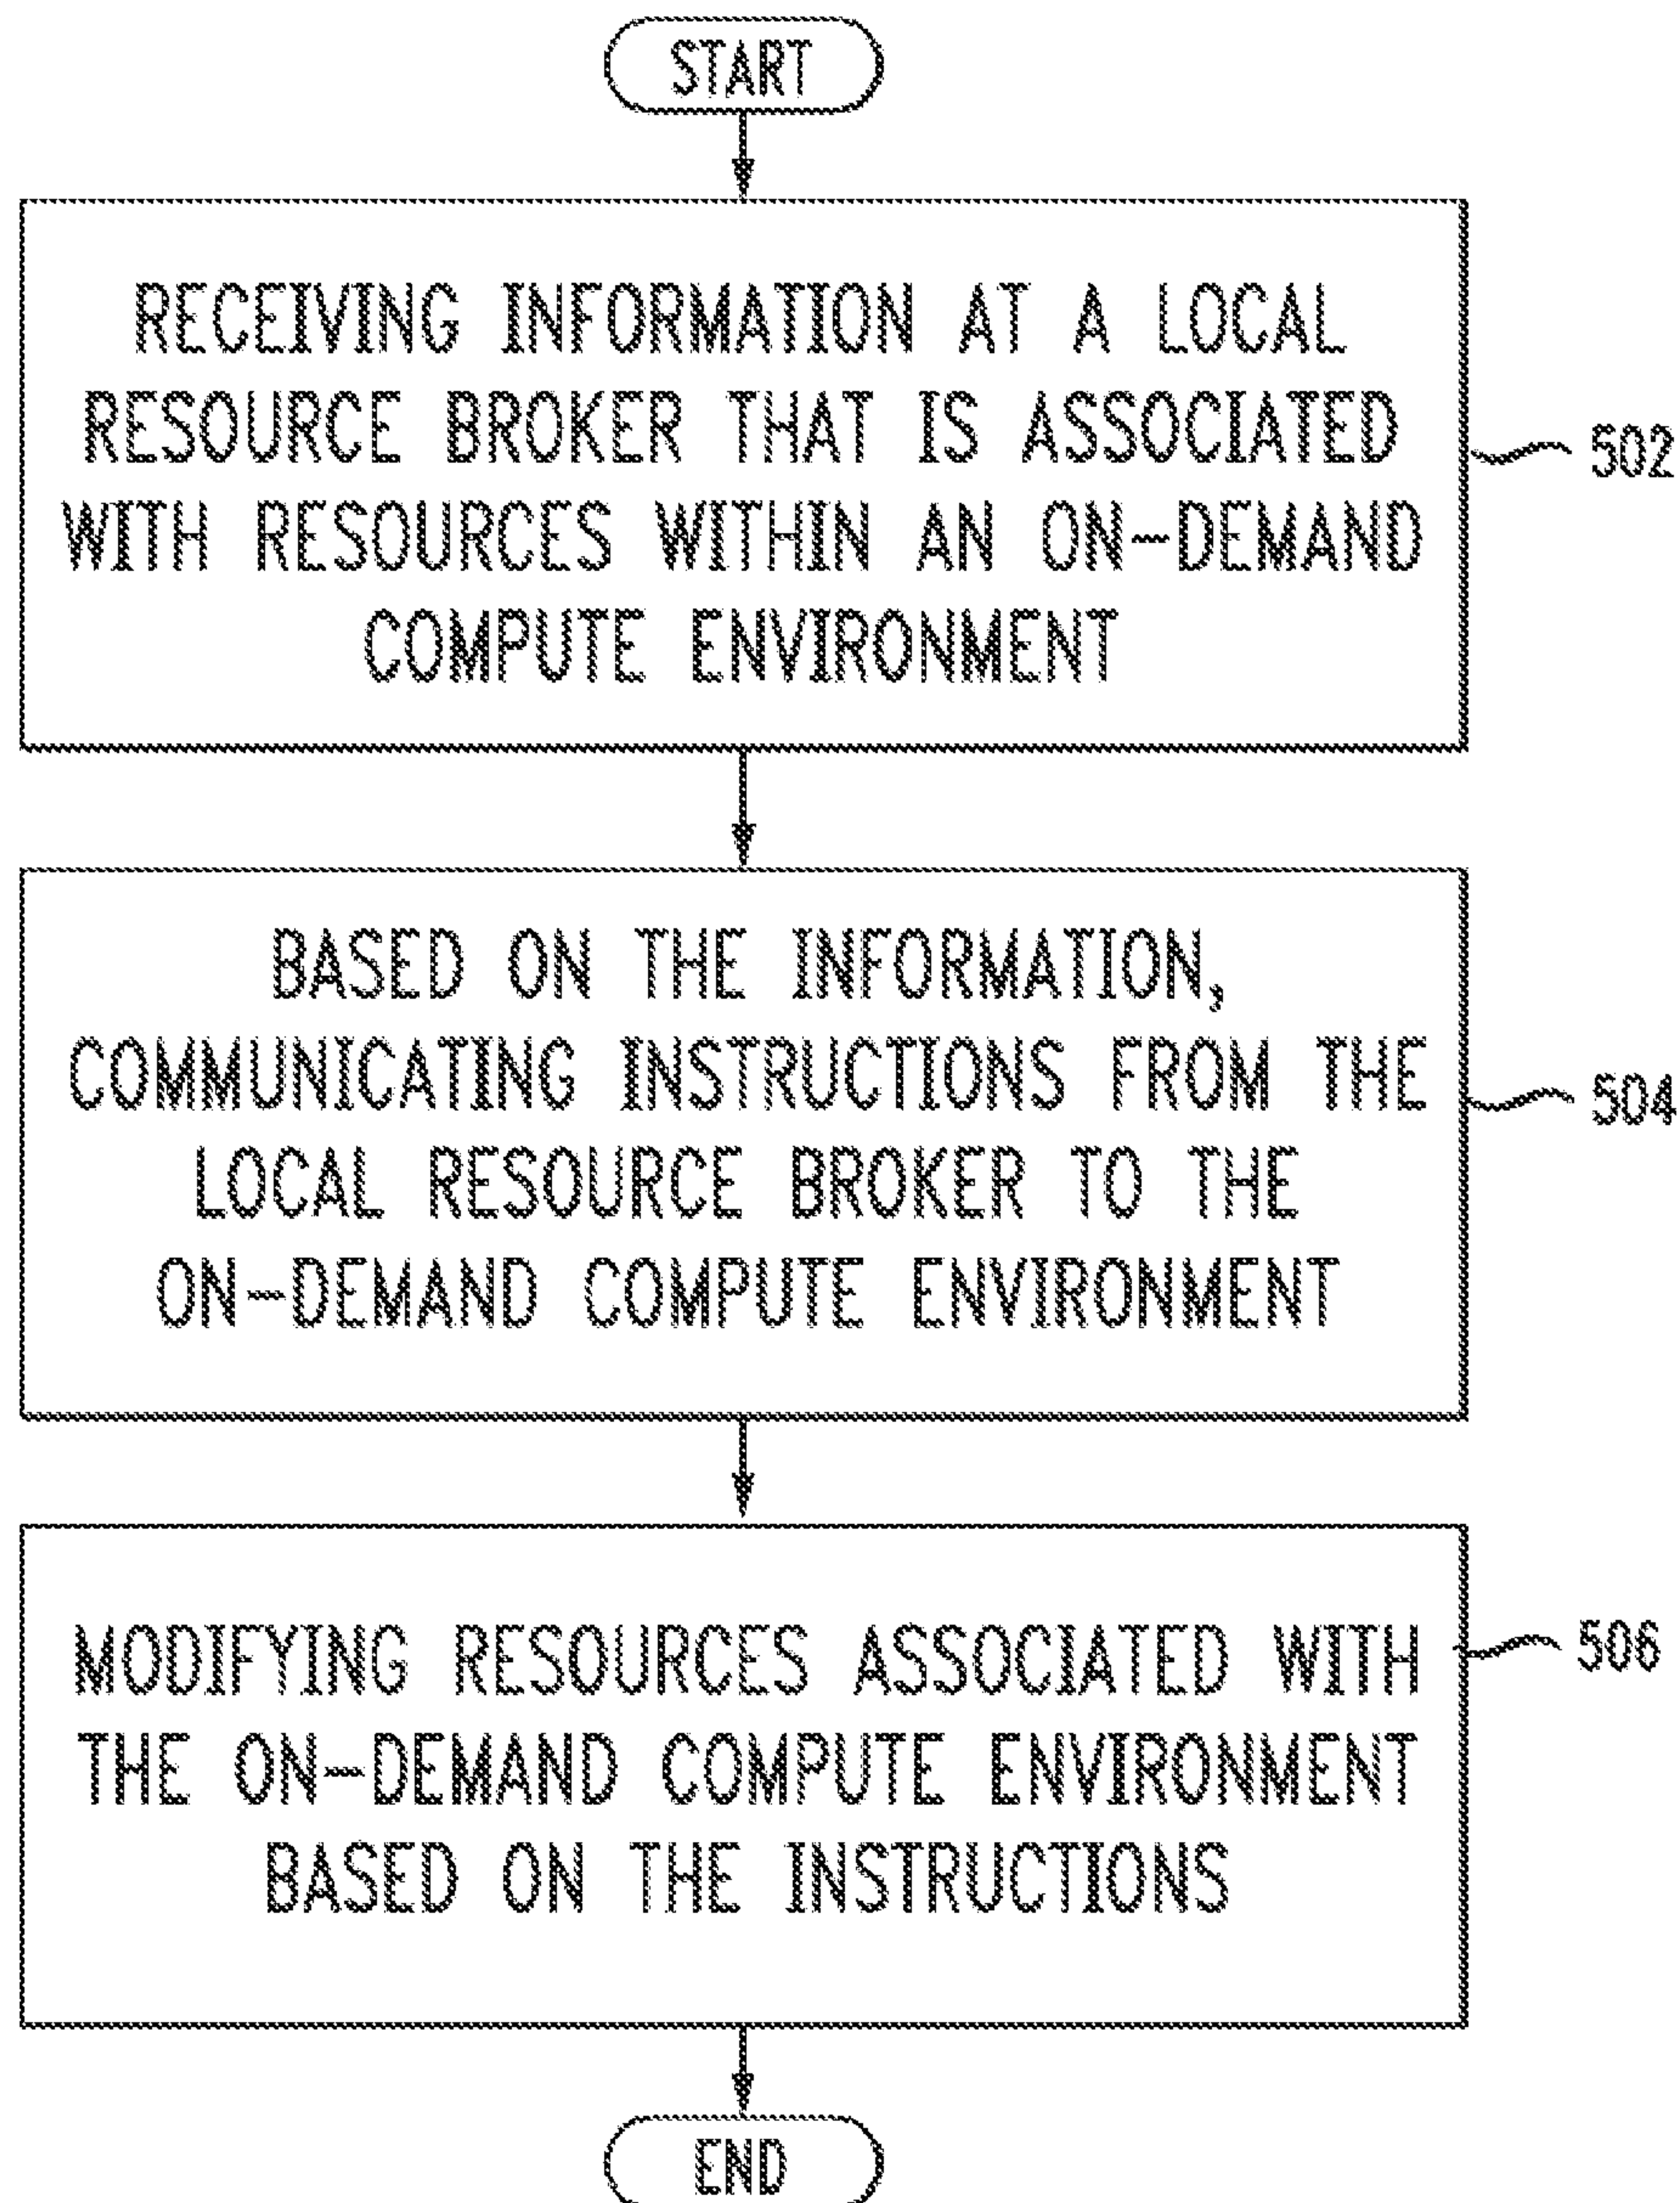 START
RECEIVING INFORMATION AT A LOCAL
RESOURCE BROKER THAT IS ASSOCIATED
WITH RESOURCES WITHIN AN ON-DEMAND
COMPUTE ENVIRONMENT
502
BASED ON THE INFORMATION,
COMMUNICATING INSTRUCTIONS FROM THE
LOCAL RESOURCE BROKER TO THE
ON-DEMAND COMPUTE ENVIRONMENT
504
MODIFYING RESOURCES ASSOCIATED WITH
THE ON-DEMAND COMPUTE ENVIRONMENT
BASED ON THE INSTRUCTIONS
506
END